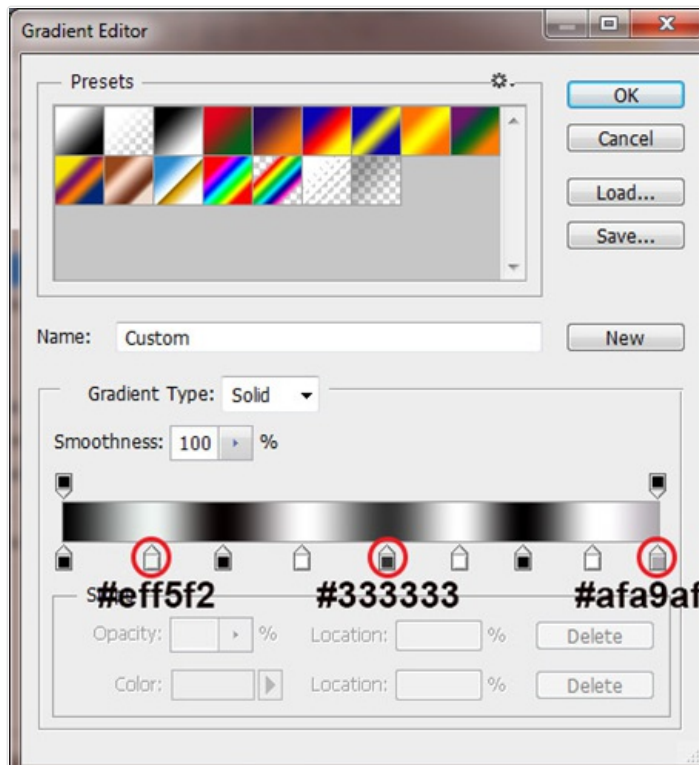 Gradient Editor
Presets
OK
Cancel
Load...
Save...
Name: Custom
New
Gradient Type: Solid
Smoothness: 100 %
#eff5f2 #333333 #afa9af
Opacity: % Location: % Delete
Color: Location: % Delete